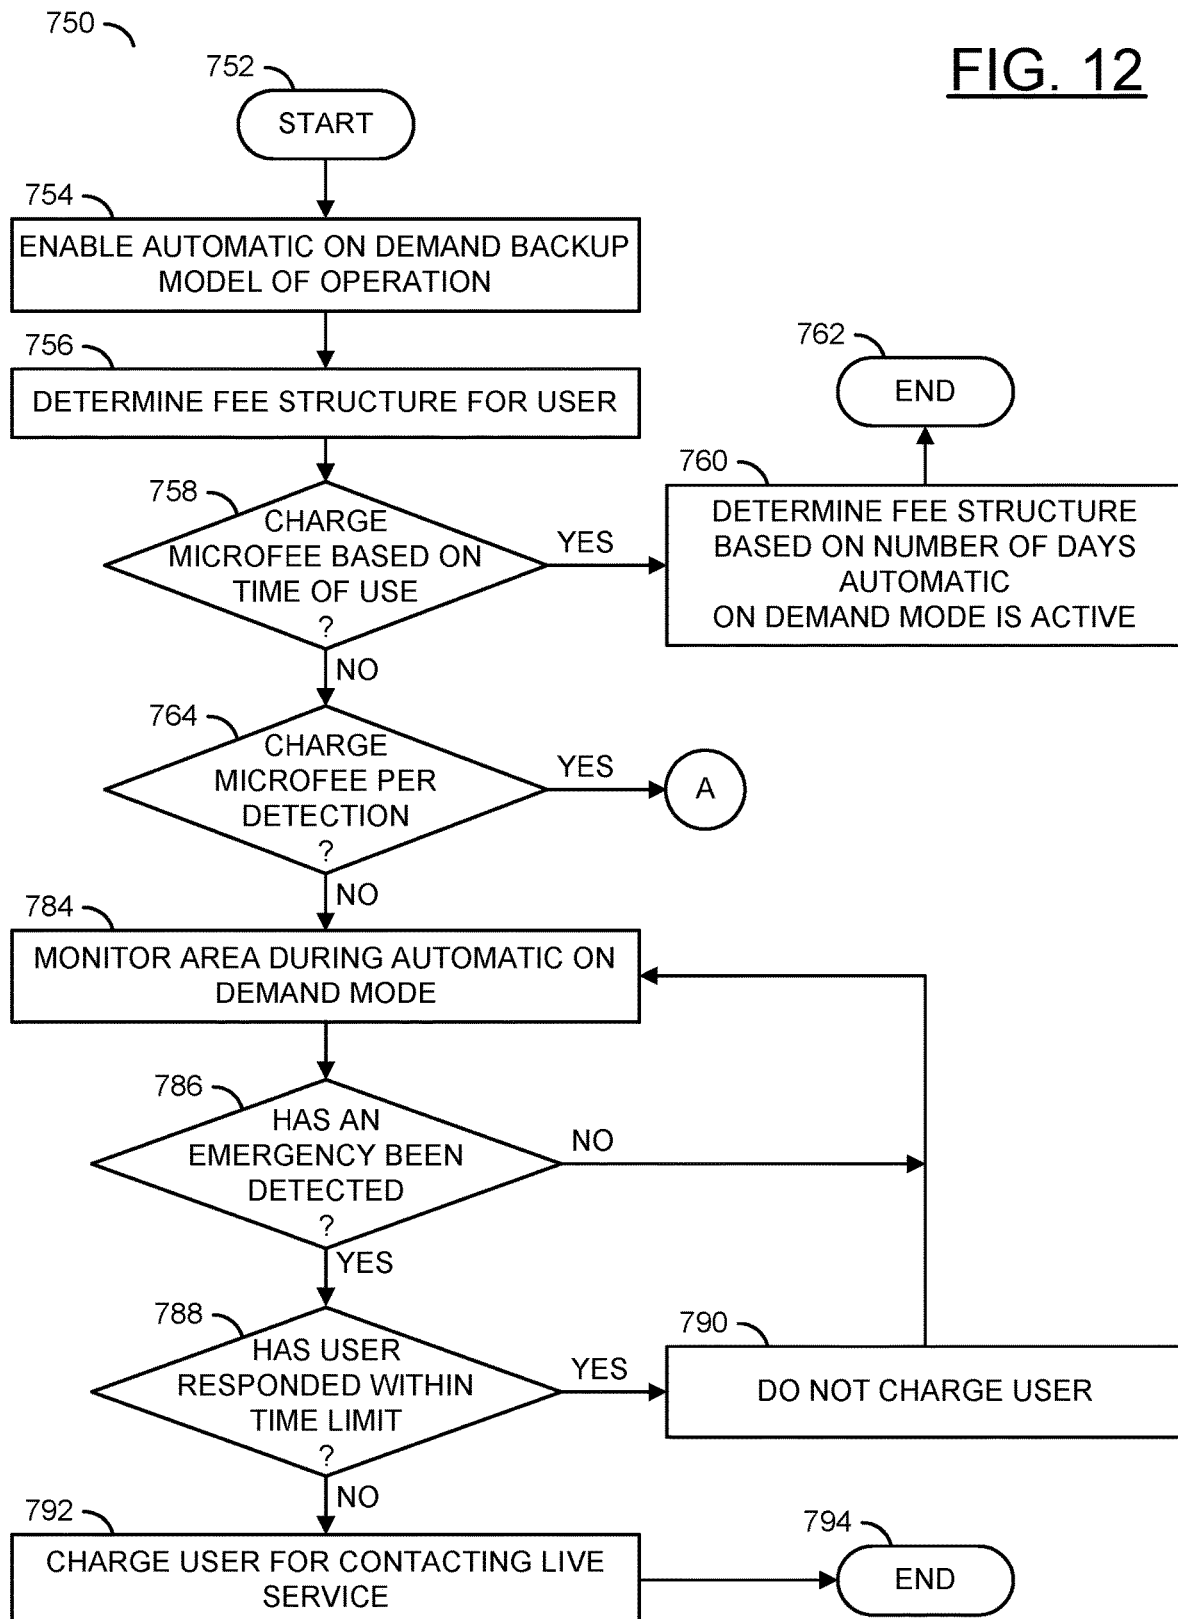 750
FIG. 12
752
START
754
ENABLE AUTOMATIC ON DEMAND BACKUP
MODEL OF OPERATION
756
DETERMINE FEE STRUCTURE FOR USER
762
END
758
CHARGE
MICROFEE BASED ON
TIME OF USE
?
YES
760
DETERMINE FEE STRUCTURE
BASED ON NUMBER OF DAYS
AUTOMATIC
ON DEMAND MODE IS ACTIVE
NO
764
CHARGE
MICROFEE PER
DETECTION
?
YES
A
NO
784
MONITOR AREA DURING AUTOMATIC ON
DEMAND MODE
786
HAS AN
EMERGENCY BEEN
DETECTED
?
NO
YES
788
HAS USER
RESPONDED WITHIN
TIME LIMIT
?
YES
790
DO NOT CHARGE USER
NO
792
CHARGE USER FOR CONTACTING LIVE
SERVICE
794
END